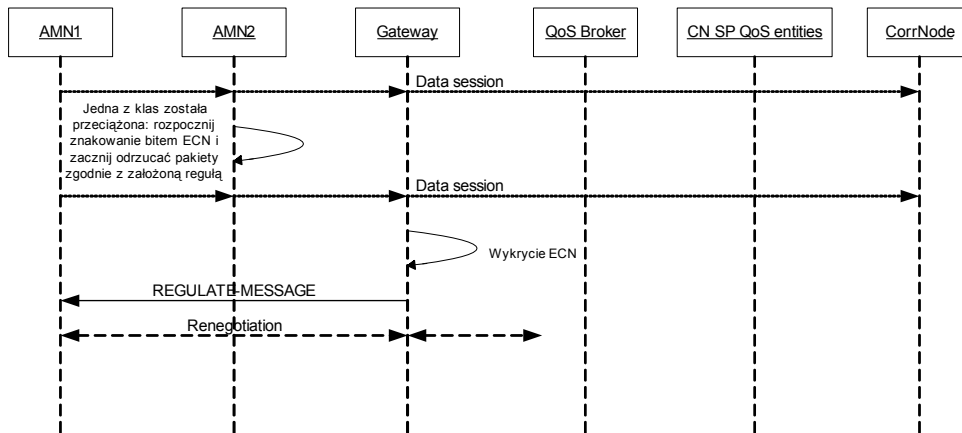 AMN1
AMN2
Gateway
QoS Broker
CN SP QoS entities
CorrNode
Data session
Jedna z klas została
przeciążona: rozpocznij
znakowanie bitem ECN i
zacznij odrzucać pakiety
zgodnie z założoną regułą
Data session
Wykrycie ECN
REGULATE-MESSAGE
Renegotiation